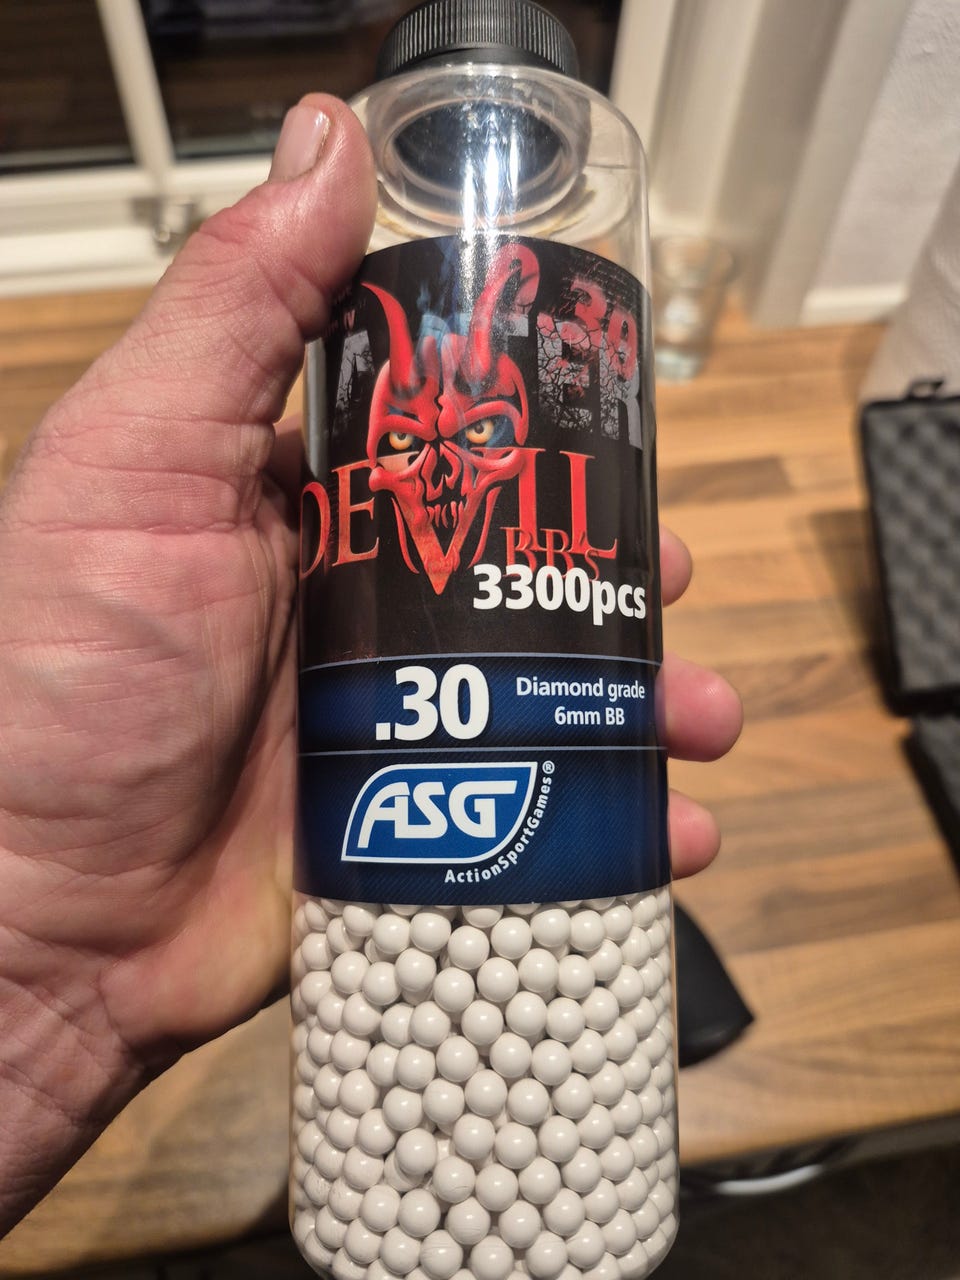 DEVIL
BBs
3300pcs
.30
Diamond grade
6mm BB
ASG
ActionSportGames®